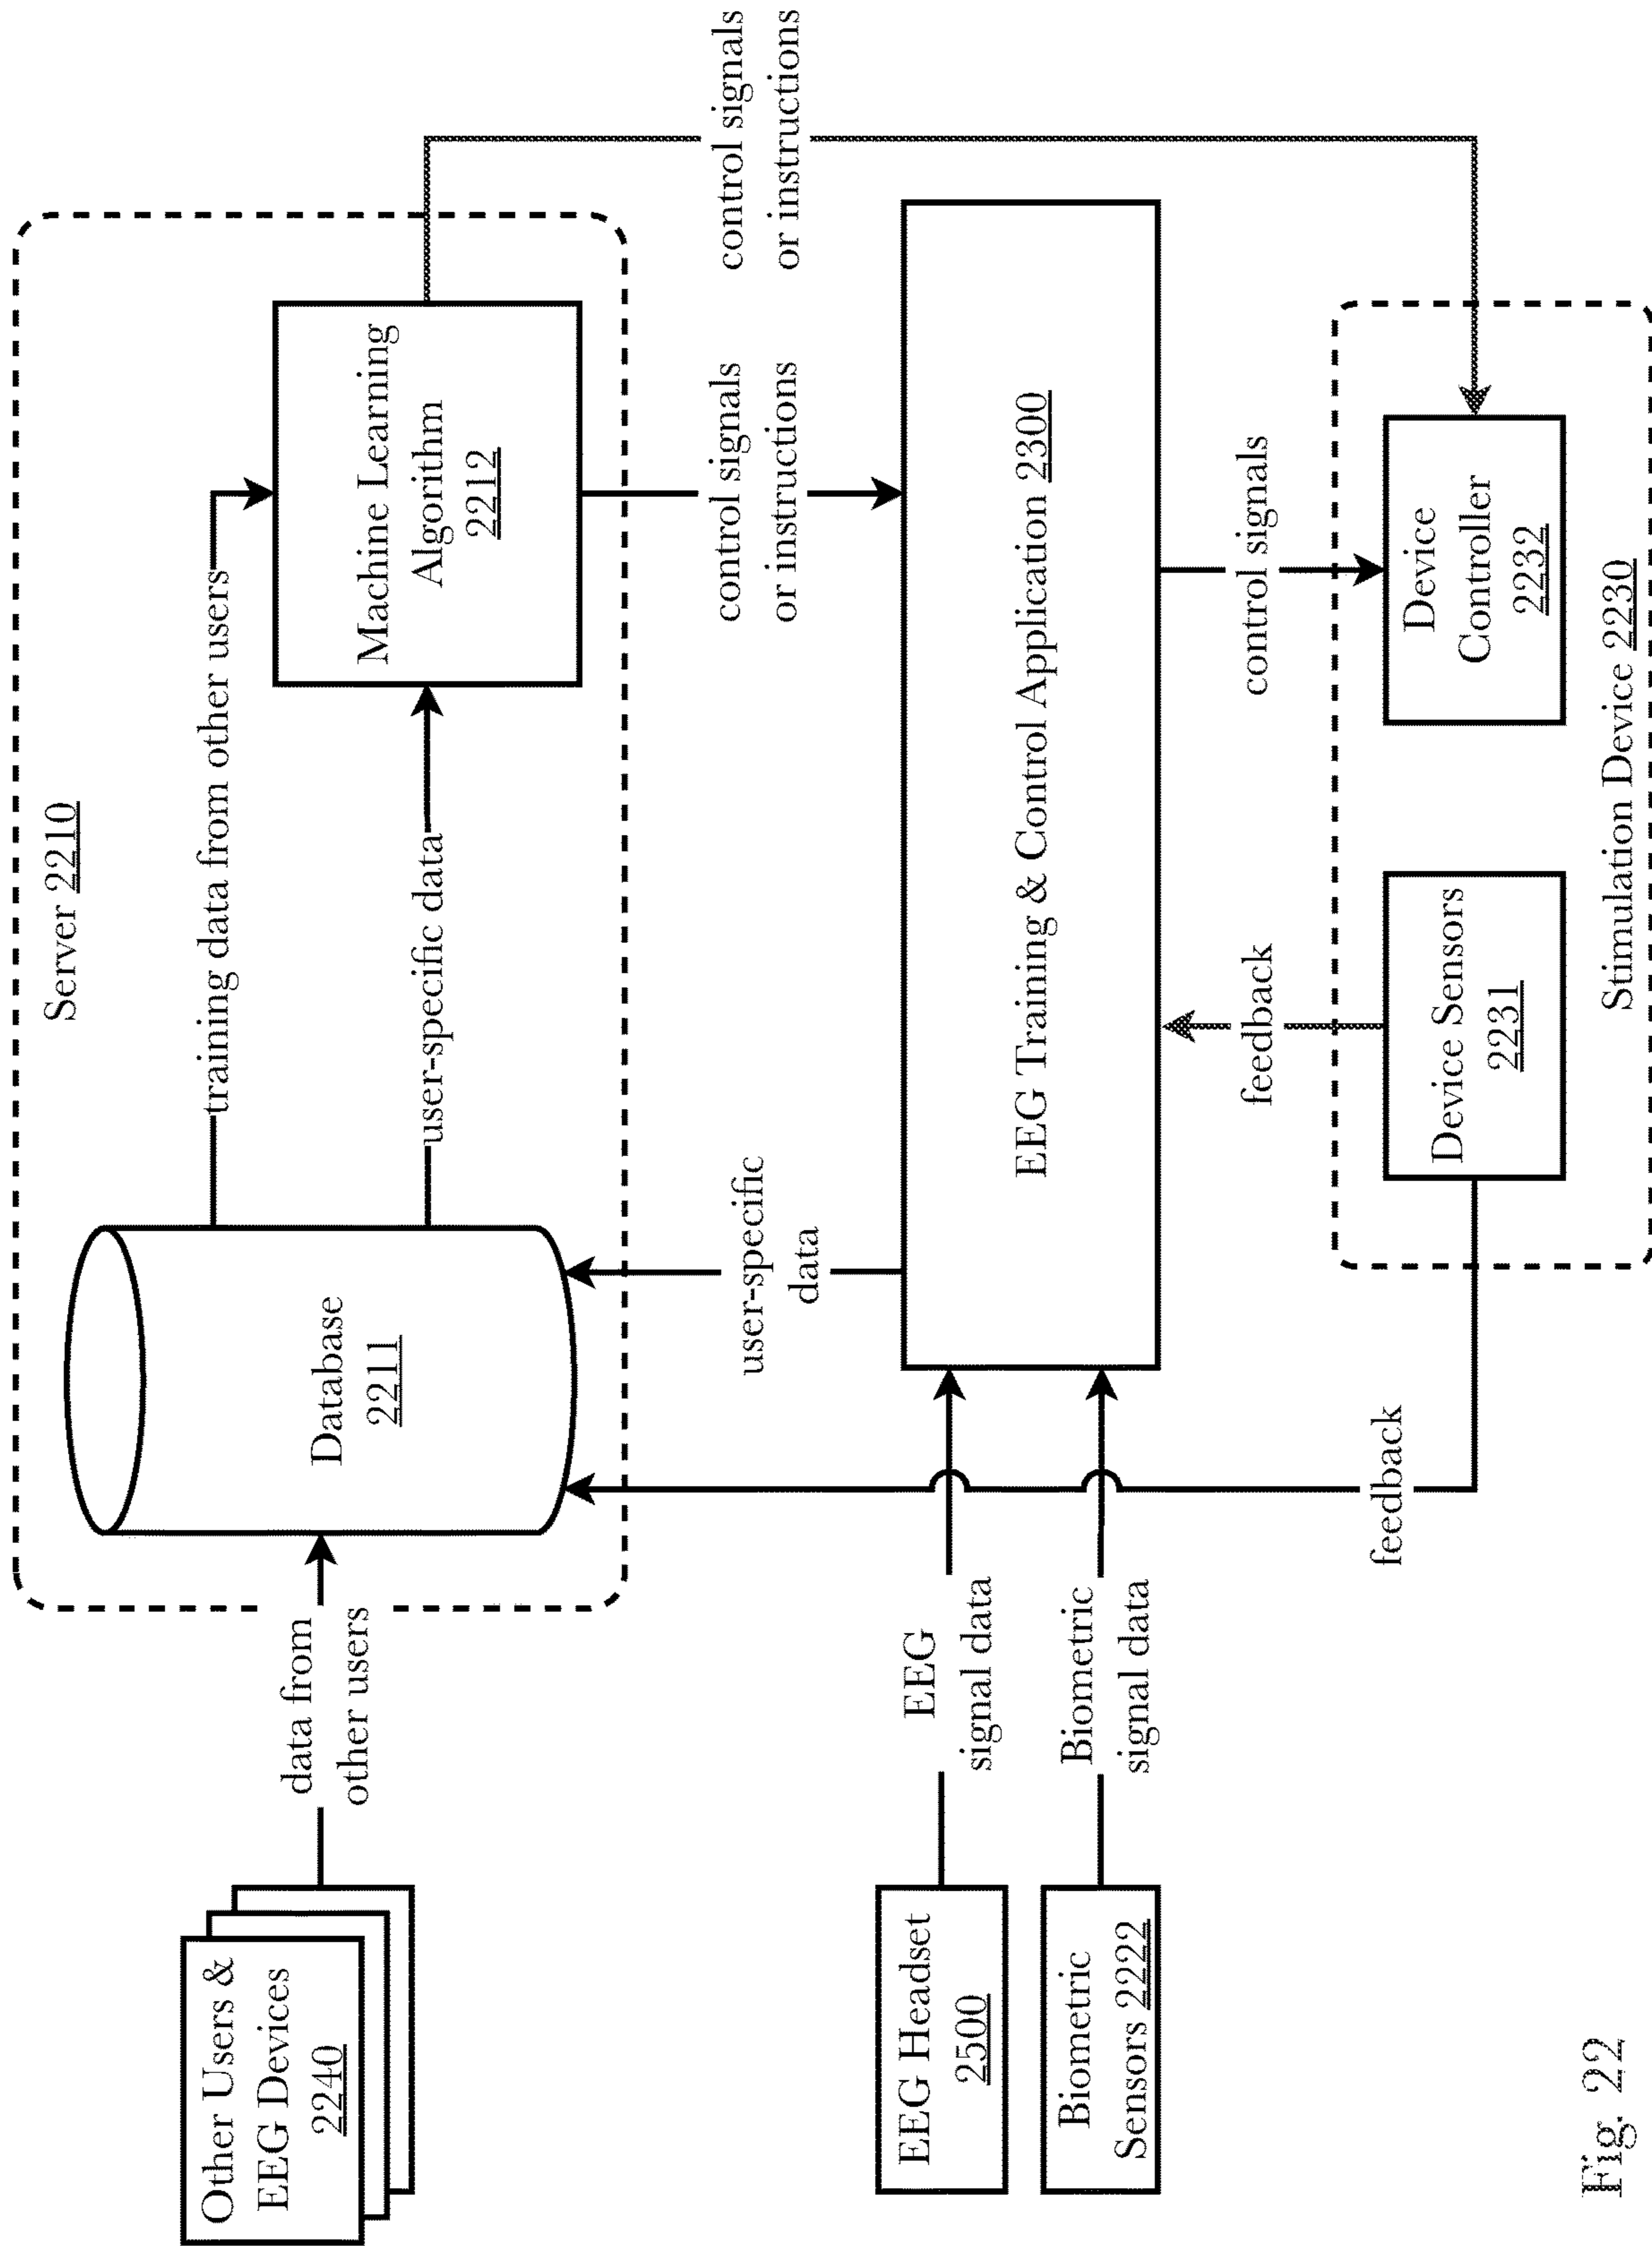 Server 2210
Other Users &
EEG Devices
2240
data from
other users
Database
2211
training data from other users
user-specific data
Machine Learning
Algorithm
2212
user-specific
data
control signals
or instructions
control signals
or instructions
EEG Headset
2500
EEG
signal data
Biometric
Sensors 2222
Biometric
signal data
EEG Training & Control Application 2300
feedback
feedback
control signals
Device Sensors
2231
Device
Controller
2232
Stimulation Device 2230
Fig. 22